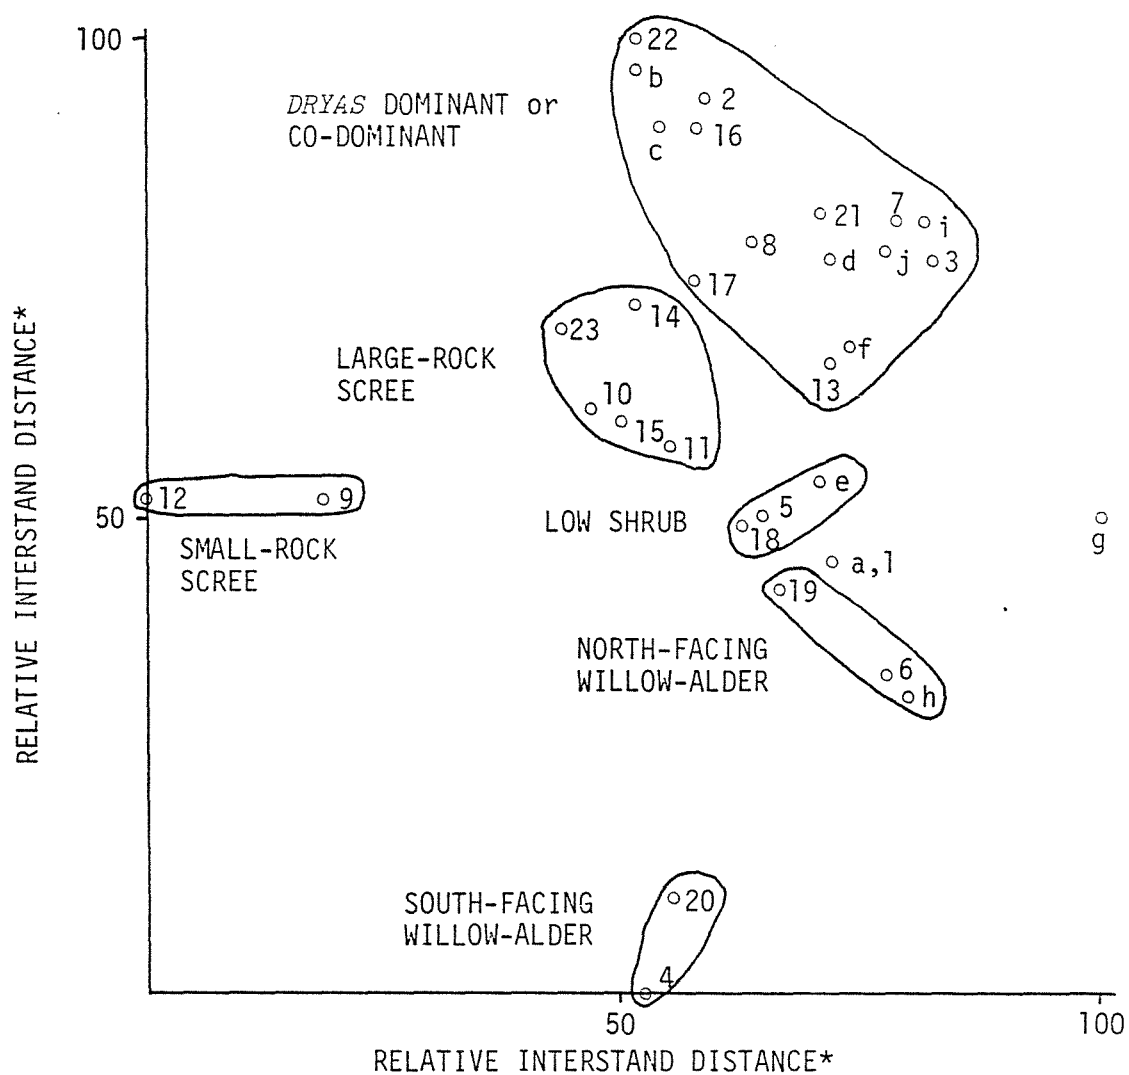 100
22
b
DRYAS DOMINANT or
CO-DOMINANT
2
16
c
21
7
i
8
d
j
3
17
14
23
f
LARGE-ROCK
SCREE
13
10
15
11
12
9
e
50
5
LOW SHRUB
18
g
SMALL-ROCK
SCREE
a,1
19
NORTH-FACING
WILLOW-ALDER
6
h
SOUTH-FACING
WILLOW-ALDER
20
4
50
100
RELATIVE INTERSTAND DISTANCE*
RELATIVE INTERSTAND DISTANCE*